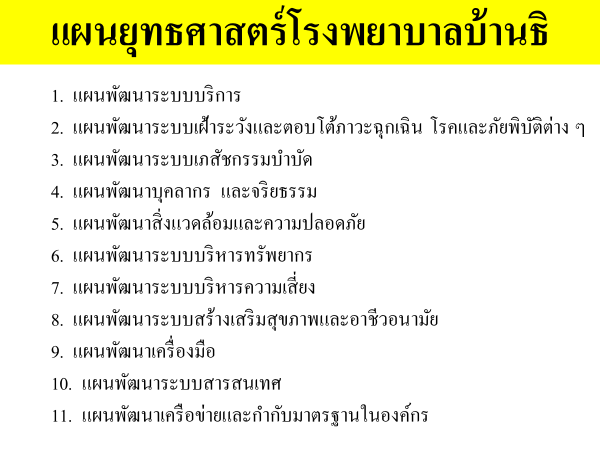 แผนยุทธศาสตร์โรงพยาบาลบ้านธิ
1. แผนพัฒนาระบบบริการ
2. แผนพัฒนาระบบเฝ้าระวังและตอบโต้ภาวะฉุกเฉิน โรคและภัยพิบัติต่าง ๆ
3. แผนพัฒนาระบบเภสัชกรรมบำบัด
4. แผนพัฒนาบุคลากร และจริยธรรม
5. แผนพัฒนาสิ่งแวดล้อมและความปลอดภัย
6. แผนพัฒนาระบบบริหารทรัพยากร
7. แผนพัฒนาระบบบริหารความเสี่ยง
8. แผนพัฒนาระบบสร้างเสริมสุขภาพและอาชีวอนามัย
9. แผนพัฒนาเครื่องมือ
10. แผนพัฒนาระบบสารสนเทศ
11. แผนพัฒนาเครือข่ายและกำกับมาตรฐานในองค์กร